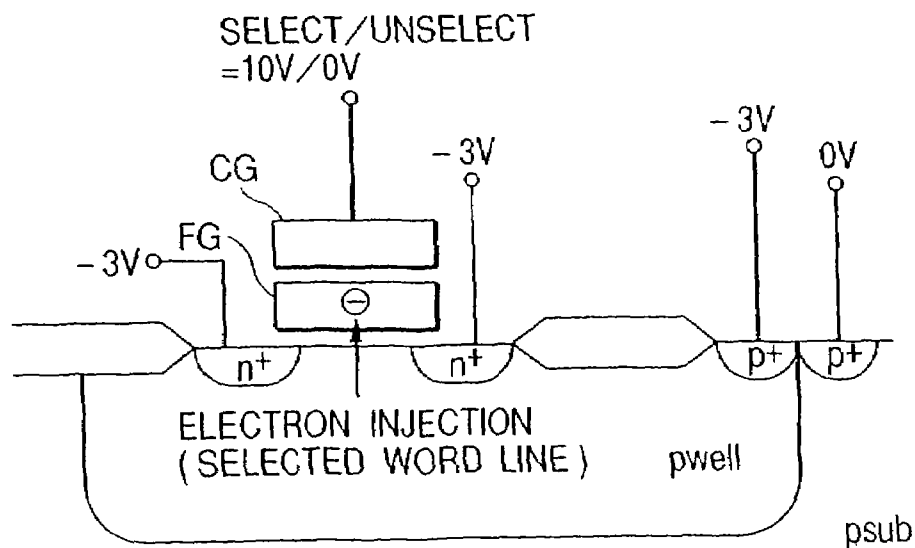 SELECT/UNSELECT
=10V/0V
CG
FG
-3V
-3V
-3V
0V
n+
n+
p+
p+
ELECTRON INJECTION
(SELECTED WORD LINE)
pwell
psub